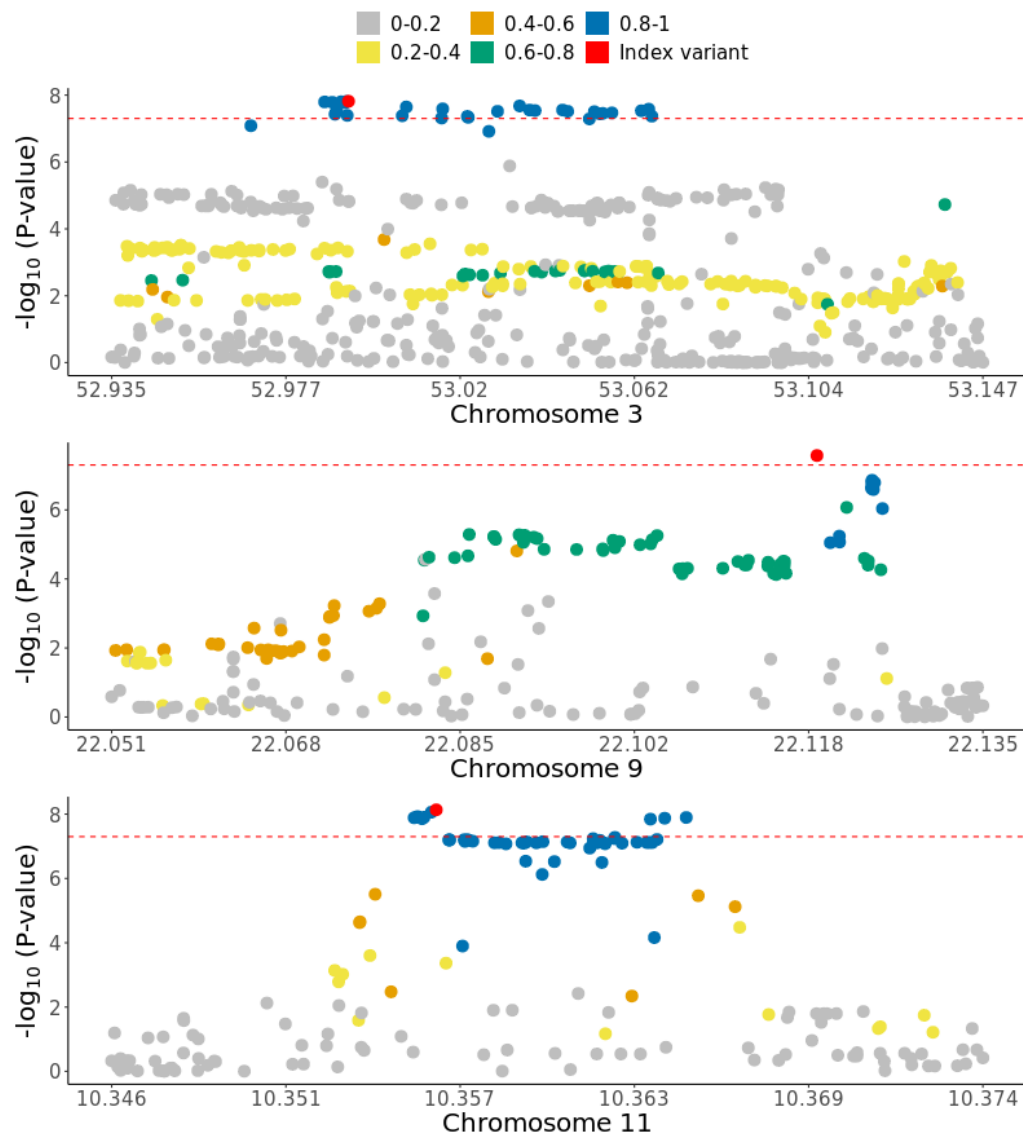 0-0.2 0.4-0.6 0.8-1
0.2-0.4 0.6-0.8 Index variant
8
6
4
2
0
-log10 (P-value)
52.935 52.977 53.02 53.062 53.104 53.147
Chromosome 3
6
4
2
0
-log10 (P-value)
22.051 22.068 22.085 22.102 22.118 22.135
Chromosome 9
8
6
4
2
0
-log10 (P-value)
10.346 10.351 10.357 10.363 10.369 10.374
Chromosome 11